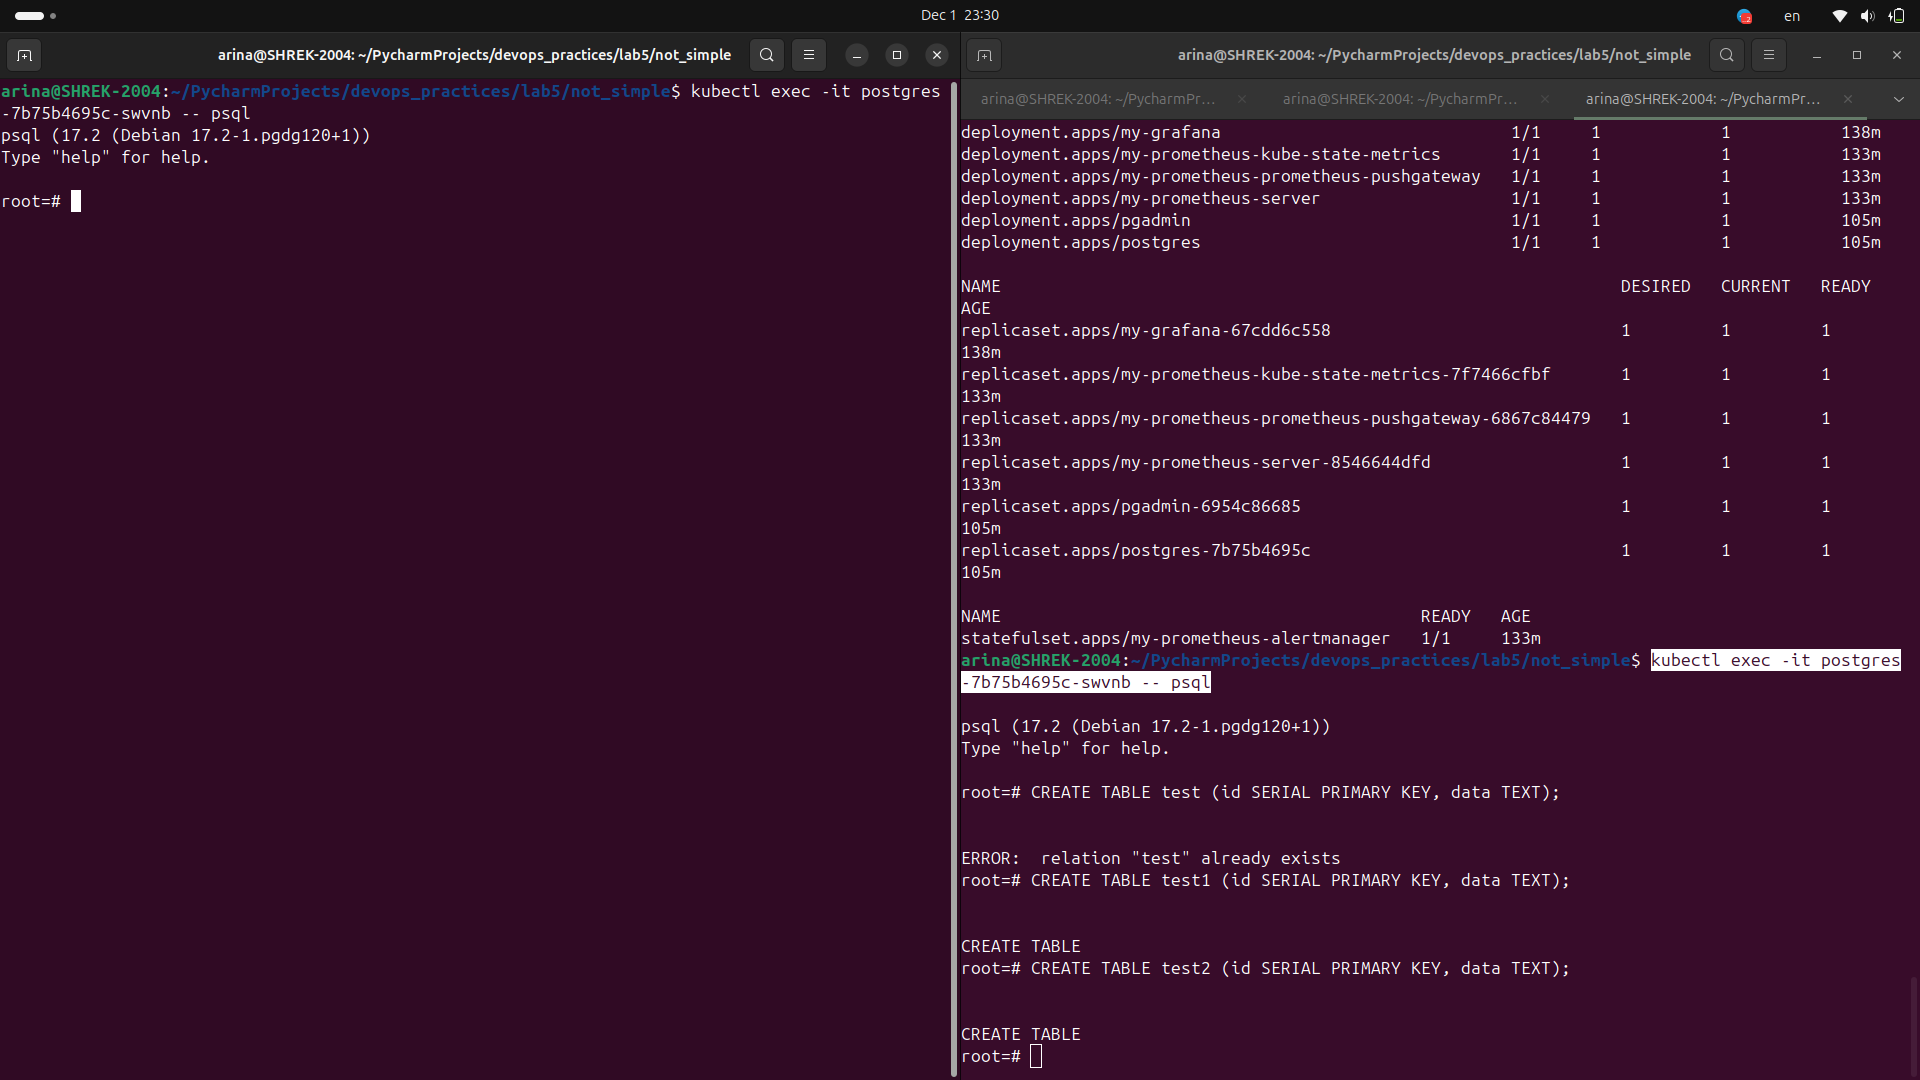 Dec 1  23:30
en
arina@SHREK-2004: ~/PycharmProjects/devops_practices/lab5/not_simple
arina@SHREK-2004:~/PycharmProjects/devops_practices/lab5/not_simple$ kubectl exec -it postgres
-7b75b4695c-swvnb -- psql
psql (17.2 (Debian 17.2-1.pgdg120+1))
Type "help" for help.
root=#
arina@SHREK-2004: ~/PycharmProjects/devops_practices/lab5/not_simple
arina@SHREK-2004: ~/PycharmPr...
arina@SHREK-2004: ~/PycharmPr...
arina@SHREK-2004: ~/PycharmPr...
deployment.apps/my-grafana 1/1 1 1 138m
deployment.apps/my-prometheus-kube-state-metrics 1/1 1 1 133m
deployment.apps/my-prometheus-prometheus-pushgateway 1/1 1 1 133m
deployment.apps/my-prometheus-server 1/1 1 1 133m
deployment.apps/pgadmin 1/1 1 1 105m
deployment.apps/postgres 1/1 1 1 105m
NAME DESIRED CURRENT READY
AGE
replicaset.apps/my-grafana-67cdd6c558 1 1 1
138m
replicaset.apps/my-prometheus-kube-state-metrics-7f7466cfbf 1 1 1
133m
replicaset.apps/my-prometheus-prometheus-pushgateway-6867c84479 1 1 1
133m
replicaset.apps/my-prometheus-server-8546644dfd 1 1 1
133m
replicaset.apps/pgadmin-6954c86685 1 1 1
105m
replicaset.apps/postgres-7b75b4695c 1 1 1
105m
NAME READY AGE
statefulset.apps/my-prometheus-alertmanager 1/1 133m
arina@SHREK-2004:~/PycharmProjects/devops_practices/lab5/not_simple$ kubectl exec -it postgres
-7b75b4695c-swvnb -- psql
psql (17.2 (Debian 17.2-1.pgdg120+1))
Type "help" for help.
root=# CREATE TABLE test (id SERIAL PRIMARY KEY, data TEXT);
ERROR:  relation "test" already exists
root=# CREATE TABLE test1 (id SERIAL PRIMARY KEY, data TEXT);
CREATE TABLE
root=# CREATE TABLE test2 (id SERIAL PRIMARY KEY, data TEXT);
CREATE TABLE
root=#